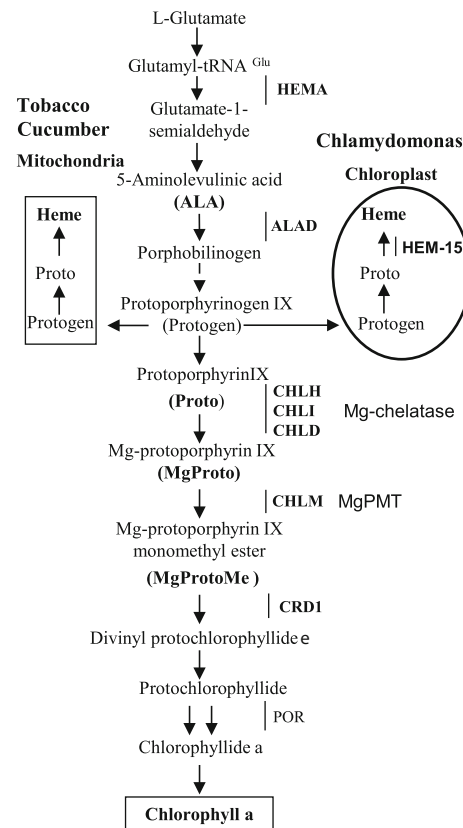 L-Glutamate
Glutamyl-tRNA Glu
HEMA
Glutamate-1-
semialdehyde
5-Aminolevulinic acid
(ALA)
ALAD
Porphobilinogen
Protoporphyrinogen IX
(Protogen)
Tobacco
Cucumber
Mitochondria
Heme
Proto
Protogen
Chlamydomonas
Chloroplast
Heme
HEM-15
Proto
Protogen
ProtoporphyrinIX
(Proto)
CHLH
CHLI
CHLD
Mg-chelatase
Mg-protoporphyrin IX
(MgProto)
CHLM MgPMT
Mg-protoporphyrin IX
monomethyl ester
(MgProtoMe )
CRD1
Divinyl protochlorophyllide e
Protochlorophyllide
POR
Chlorophyllide a
Chlorophyll a